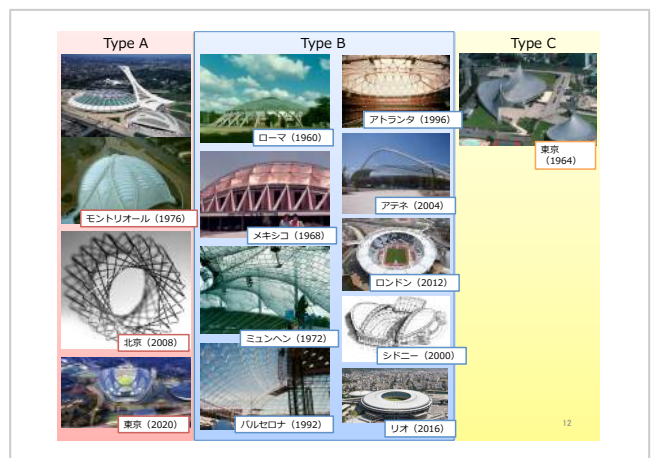 Type A
モントリオール（1976）
北京（2008）
東京（2020）
Type B
ローマ（1960）
メキシコ（1968）
ミュンヘン（1972）
バルセロナ（1992）
アトランタ（1996）
アテネ（2004）
ロンドン（2012）
シドニー（2000）
リオ（2016）
Type C
東京
（1964）
12